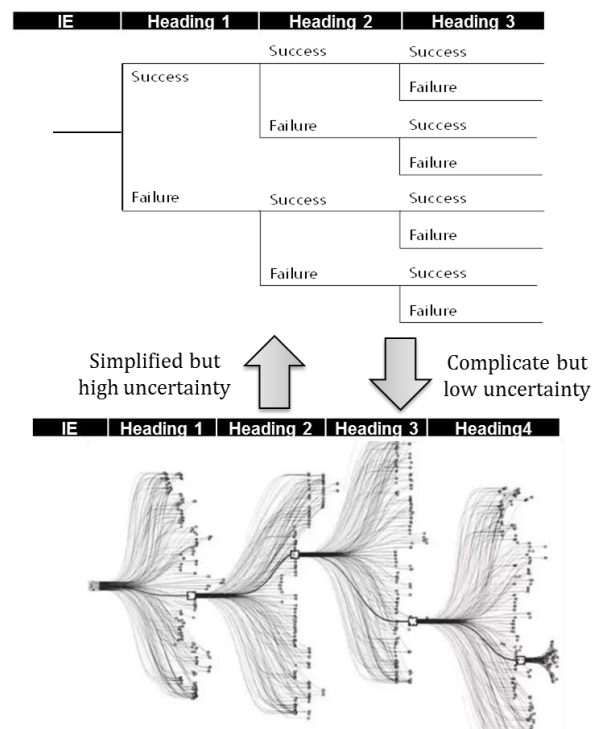 IE Heading 1 Heading 2 Heading 3
Success Success
Success
Failure
Failure Success
Failure
Failure Success Success
Failure
Failure Success
Failure
Simplified but
high uncertainty
Complicate but
low uncertainty
IE Heading 1 Heading 2 Heading 3 Heading4